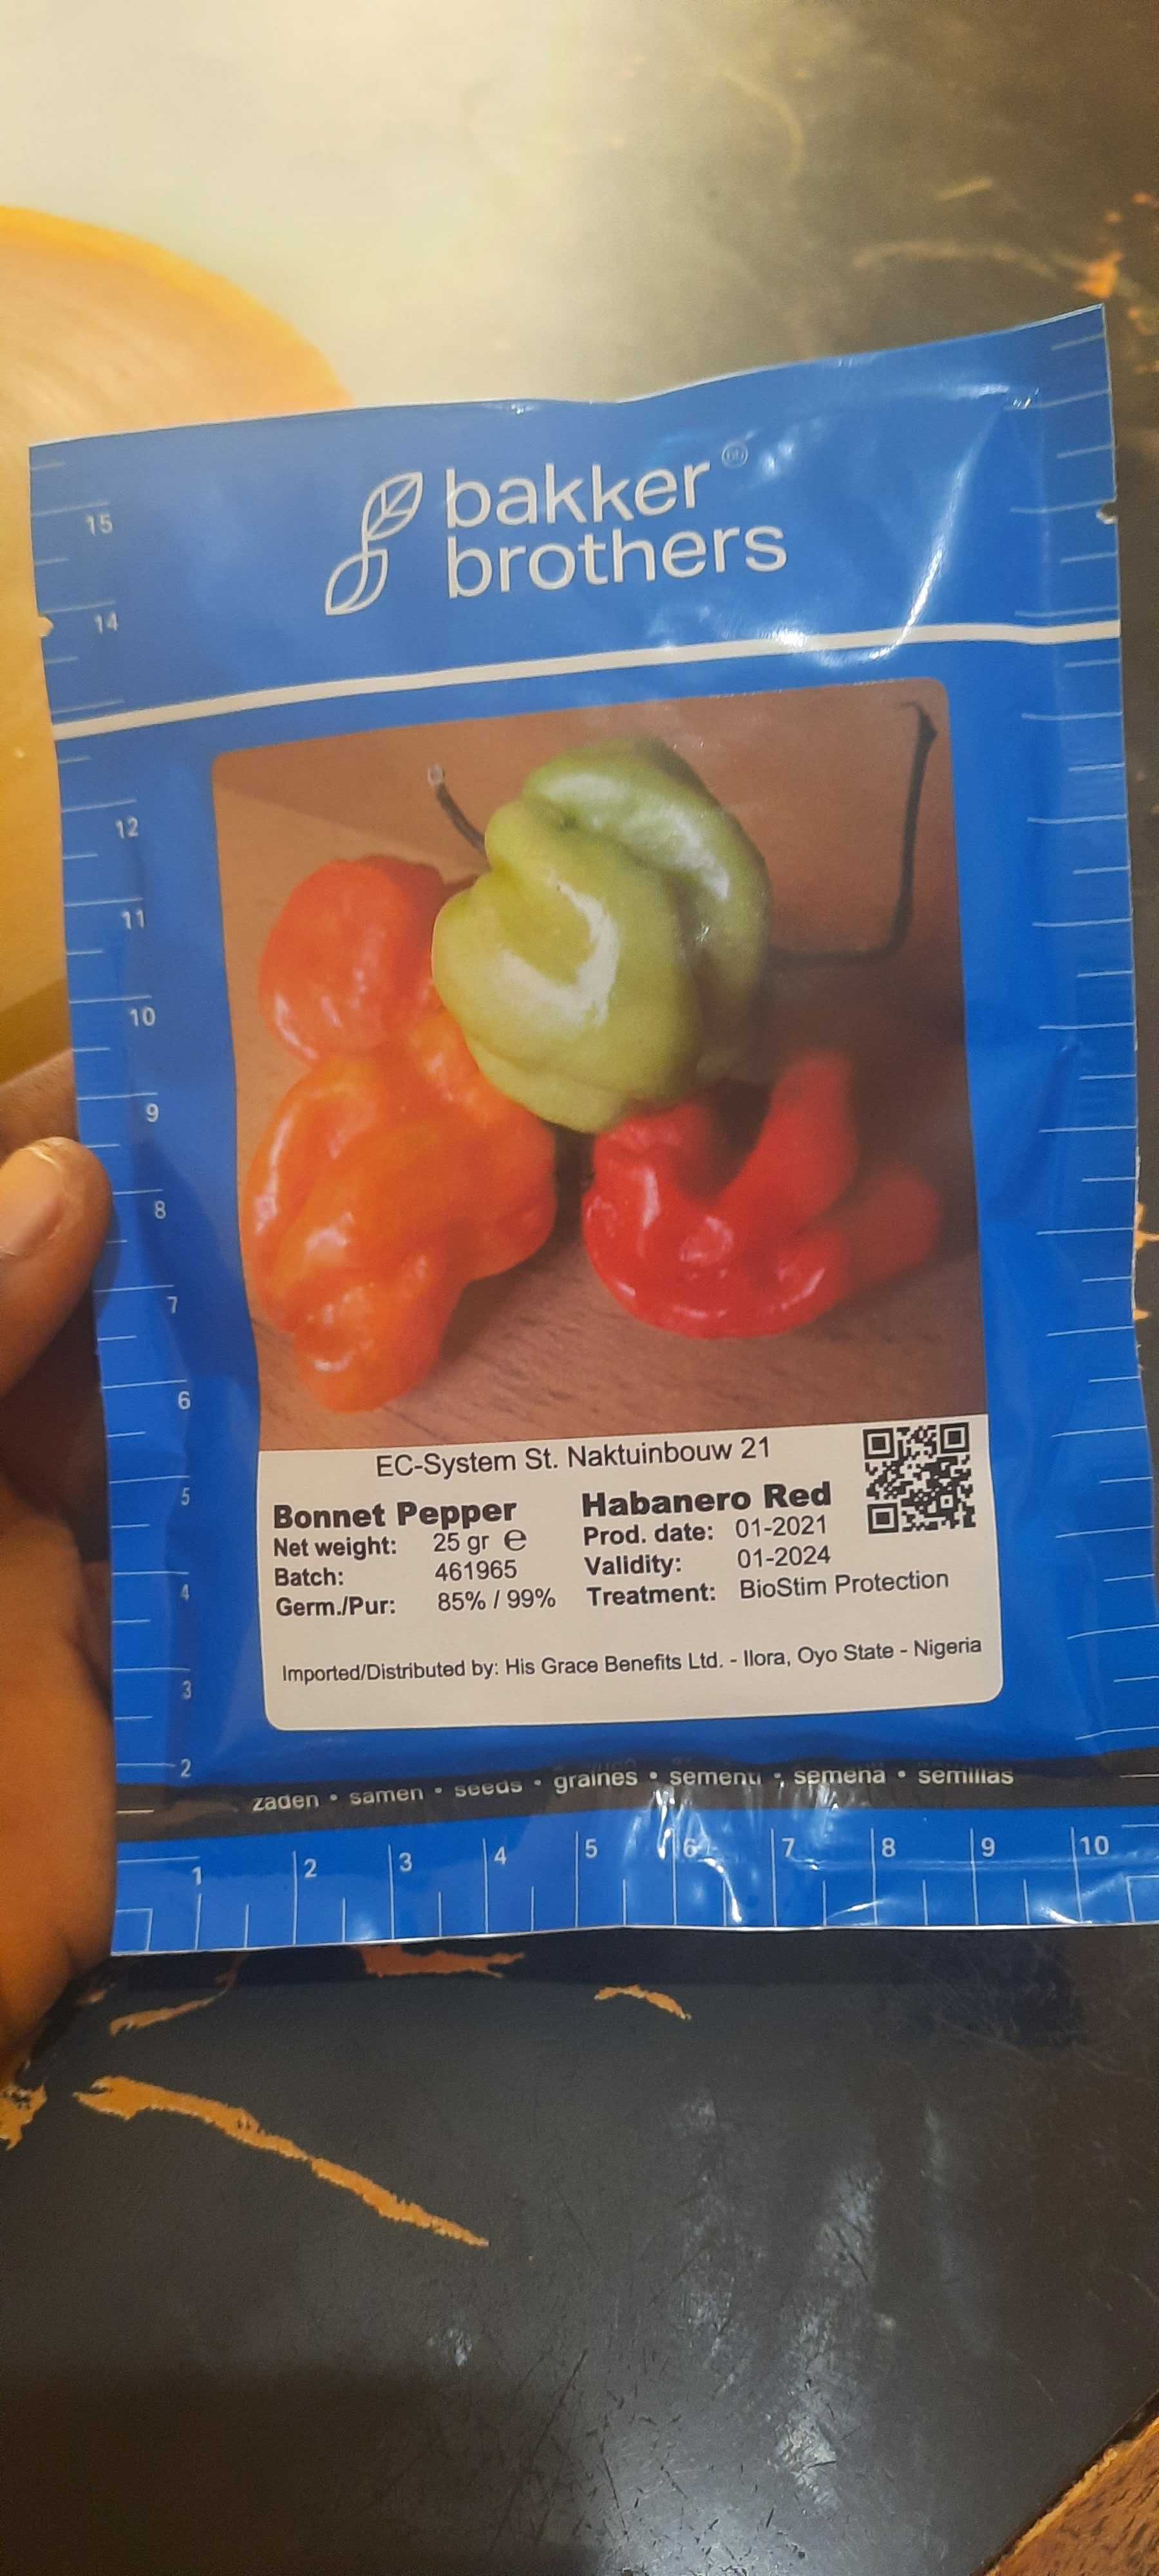 bakker
brothers
EC-System St. Naktuinbouw 21
Bonnet Pepper Habanero Red
Net weight: 25 gr e Prod. date: 01-2021
Batch: 461965 Validity: 01-2024
Germ./Pur: 85% / 99% Treatment: BioStim Protection
Imported/Distributed by: His Grace Benefits Ltd. - Ilora, Oyo State - Nigeria
zaden • samen • seeds • graines • sementi • semena • semillas
15
14
12
11
10
9
8
7
6
5
4
3
2
1 2 3 4 5 6 7 8 9 10